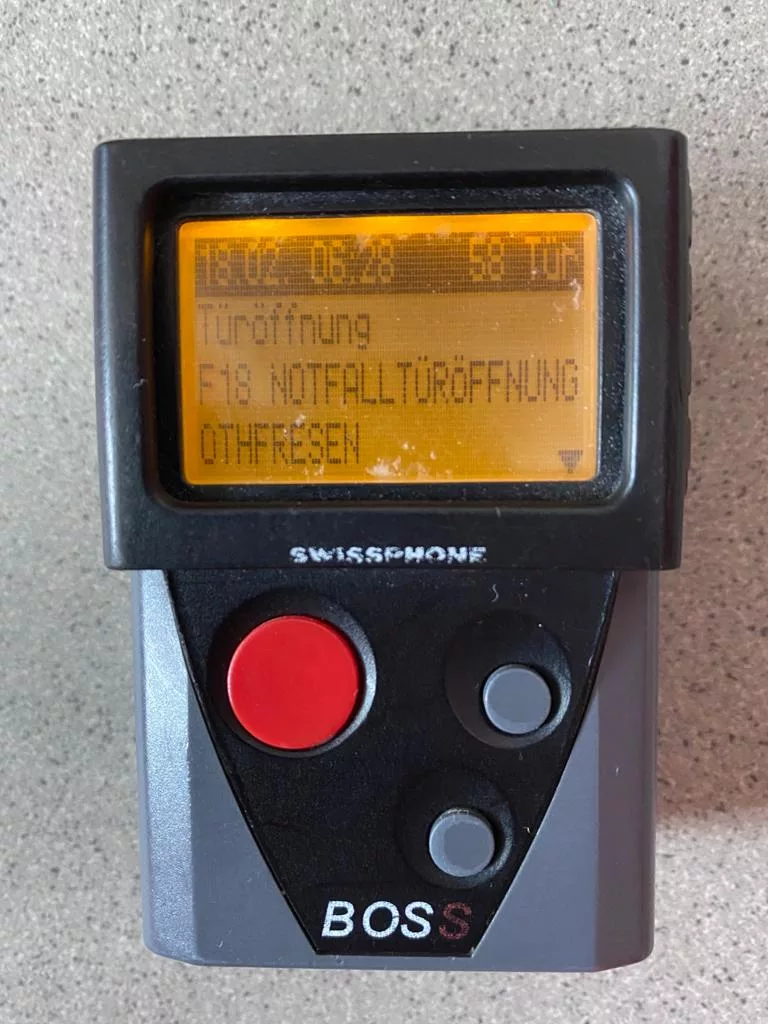 18.02. 06:28 58 Tür
Türöffnung
F18 NOTFALLTÜRÖFFNUNG
OTHFRESEN
SWISSPHONE
BOSS